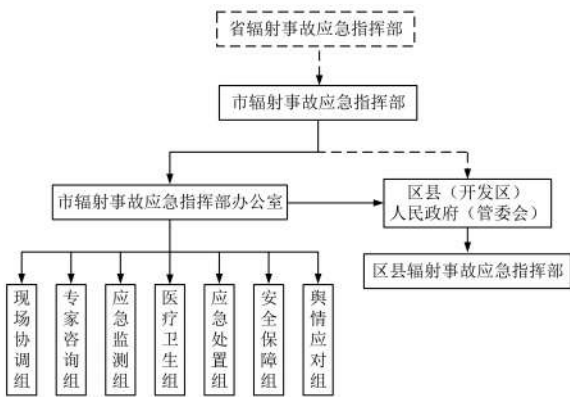 省辐射事故应急指挥部
市辐射事故应急指挥部
市辐射事故应急指挥部办公室
区县（开发区）
人民政府（管委会）
区县辐射事故应急指挥部
现场协调组
专家咨询组
应急监测组
医疗卫生组
应急处置组
安全保障组
舆情应对组